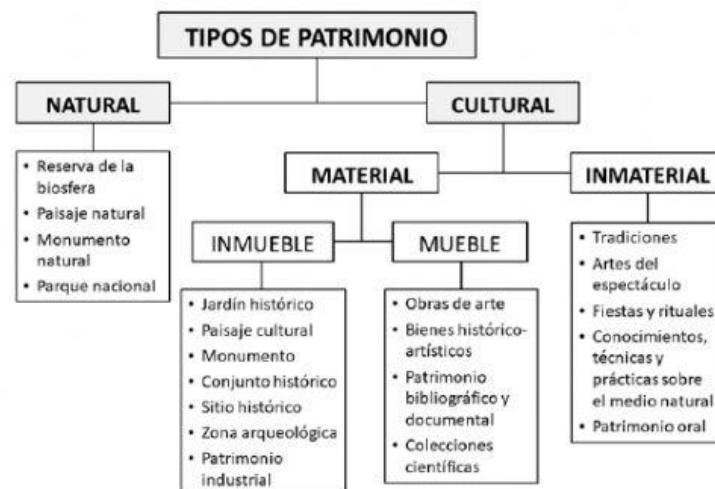 TIPOS DE PATRIMONIO
NATURAL
CULTURAL
• Reserva de la
biosfera
• Paisaje natural
• Monumento
natural
• Parque nacional
MATERIAL
INMATERIAL
INMUEBLE
MUEBLE
• Jardín histórico
• Paisaje cultural
• Monumento
• Conjunto histórico
• Sitio histórico
• Zona arqueológica
• Patrimonio
industrial
• Obras de arte
• Bienes histórico-
artísticos
• Patrimonio
bibliográfico y
documental
• Colecciones
científicas
• Tradiciones
• Artes del
espectáculo
• Fiestas y rituales
• Conocimientos,
técnicas y
prácticas sobre
el medio natural
• Patrimonio oral